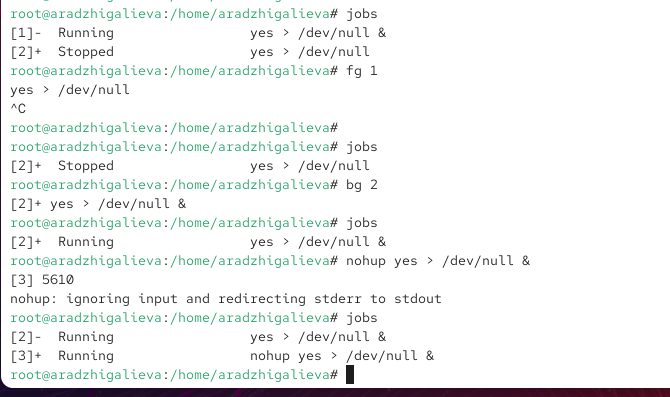 root@aradzhigalieva:/home/aradzhigalieva# jobs
[1]-  Running                 yes > /dev/null &
[2]+  Stopped                 yes > /dev/null
root@aradzhigalieva:/home/aradzhigalieva# fg 1
yes > /dev/null
^C
root@aradzhigalieva:/home/aradzhigalieva#
root@aradzhigalieva:/home/aradzhigalieva# jobs
[2]+  Stopped                 yes > /dev/null
root@aradzhigalieva:/home/aradzhigalieva# bg 2
[2]+ yes > /dev/null &
root@aradzhigalieva:/home/aradzhigalieva# jobs
[2]+  Running                 yes > /dev/null &
root@aradzhigalieva:/home/aradzhigalieva# nohup yes > /dev/null &
[3] 5610
nohup: ignoring input and redirecting stderr to stdout
root@aradzhigalieva:/home/aradzhigalieva# jobs
[2]-  Running                 yes > /dev/null &
[3]+  Running                 nohup yes > /dev/null &
root@aradzhigalieva:/home/aradzhigalieva#